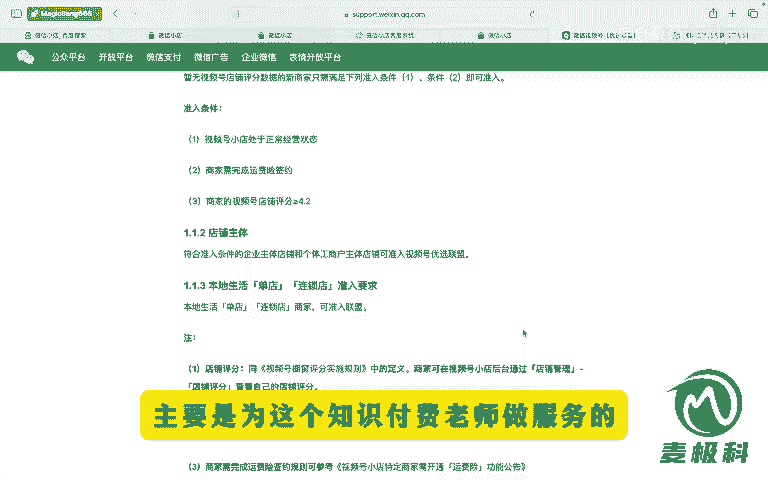 support.weixin.qq.com
微信小店
微信小店
微信小店
公众平台 开放平台 微信支付 微信广告 企业微信 表情开放平台
暂无视频号店铺评分数据的新商家只需满足下列准入条件（1）、条件（2）即可准入。
准入条件：
（1）视频号小店处于正常经营状态
（2）商家需完成运费险签约
（3）商家的视频号店铺评分≥4.2
1.1.2 店铺主体
符合准入条件的企业主体店铺和个体工商户主体店铺可准入视频号优选联盟。
1.1.3 本地生活「单店」「连锁店」准入要求
本地生活「单店」「连锁店」商家，可准入联盟。
注：
（1）店铺评分：同《视频号橱窗评分实施规则》中的定义。商家可在视频号小店后台通过「店铺管理」-
「店铺评分」查看自己的店铺评分。
主要是为这个知识付费老师做服务的
麦极科
（3）商家需完成运费险签约规则可参考《视频号小店特定商家需开通「运费险」功能公告》